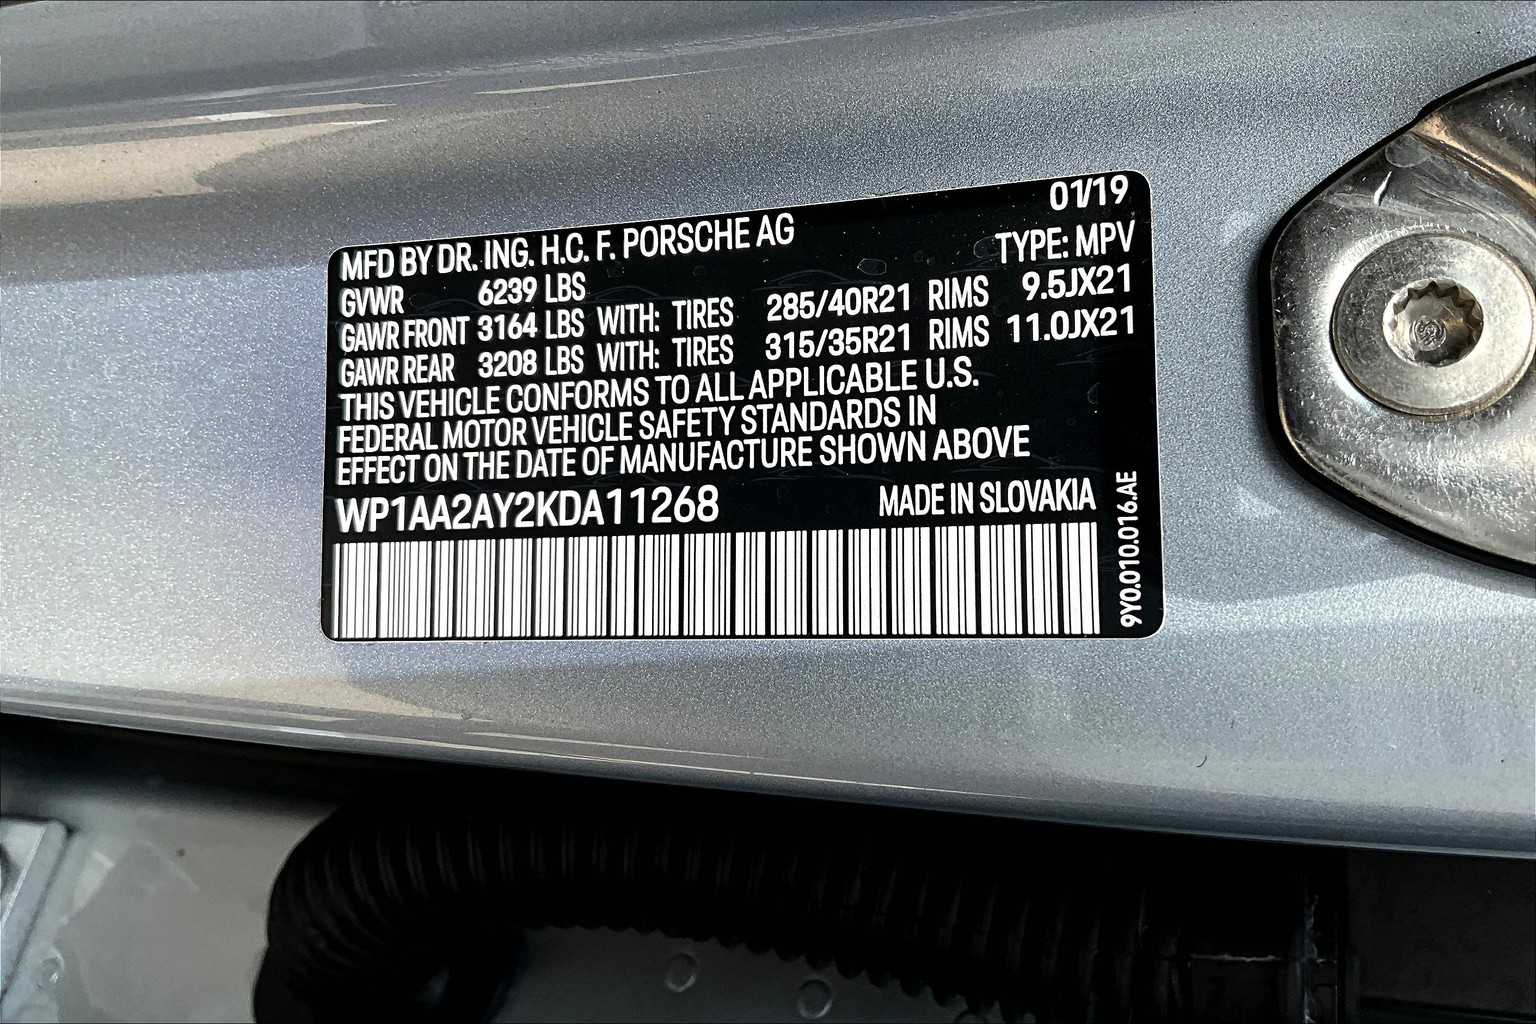 01/19
MFD BY DR. ING. H.C. F. PORSCHE AG TYPE: MPV
GVWR 6239 LBS
GAWR FRONT 3164 LBS WITH: TIRES 285/40R21 RIMS 9.5JX21
GAWR REAR 3208 LBS WITH: TIRES 315/35R21 RIMS 11.0JX21
THIS VEHICLE CONFORMS TO ALL APPLICABLE U.S.
FEDERAL MOTOR VEHICLE SAFETY STANDARDS IN
EFFECT ON THE DATE OF MANUFACTURE SHOWN ABOVE
WP1AA2AY2KDA11268 MADE IN SLOVAKIA
9Y0.010.016.AE